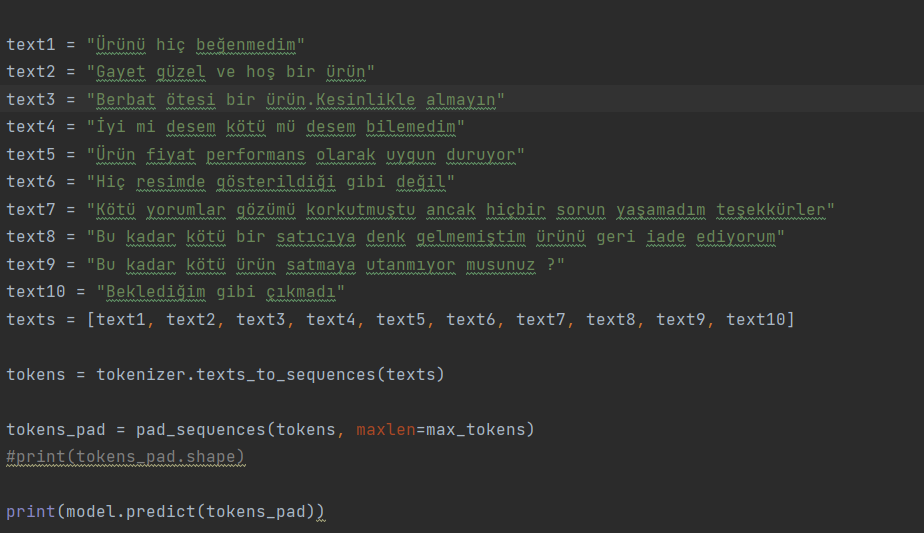 text1 = "Ürünü hiç beğenmedim"
text2 = "Gayet güzel ve hoş bir ürün"
text3 = "Berbat ötesi bir ürün.Kesinlikle almayın"
text4 = "İyi mi desem kötü mü desem bilemedim"
text5 = "Ürün fiyat performans olarak uygun duruyor"
text6 = "Hiç resimde gösterildiği gibi değil"
text7 = "Kötü yorumlar gözümü korkutmuştu ancak hiçbir sorun yaşamadım teşekkürler"
text8 = "Bu kadar kötü bir satıcıya denk gelmemiştim ürünü geri iade ediyorum"
text9 = "Bu kadar kötü ürün satmaya utanmıyor musunuz ?"
text10 = "Beklediğim gibi çıkmadı"
texts = [text1, text2, text3, text4, text5, text6, text7, text8, text9, text10]
tokens = tokenizer.texts_to_sequences(texts)
tokens_pad = pad_sequences(tokens, maxlen=max_tokens)
#print(tokens_pad.shape)
print(model.predict(tokens_pad))